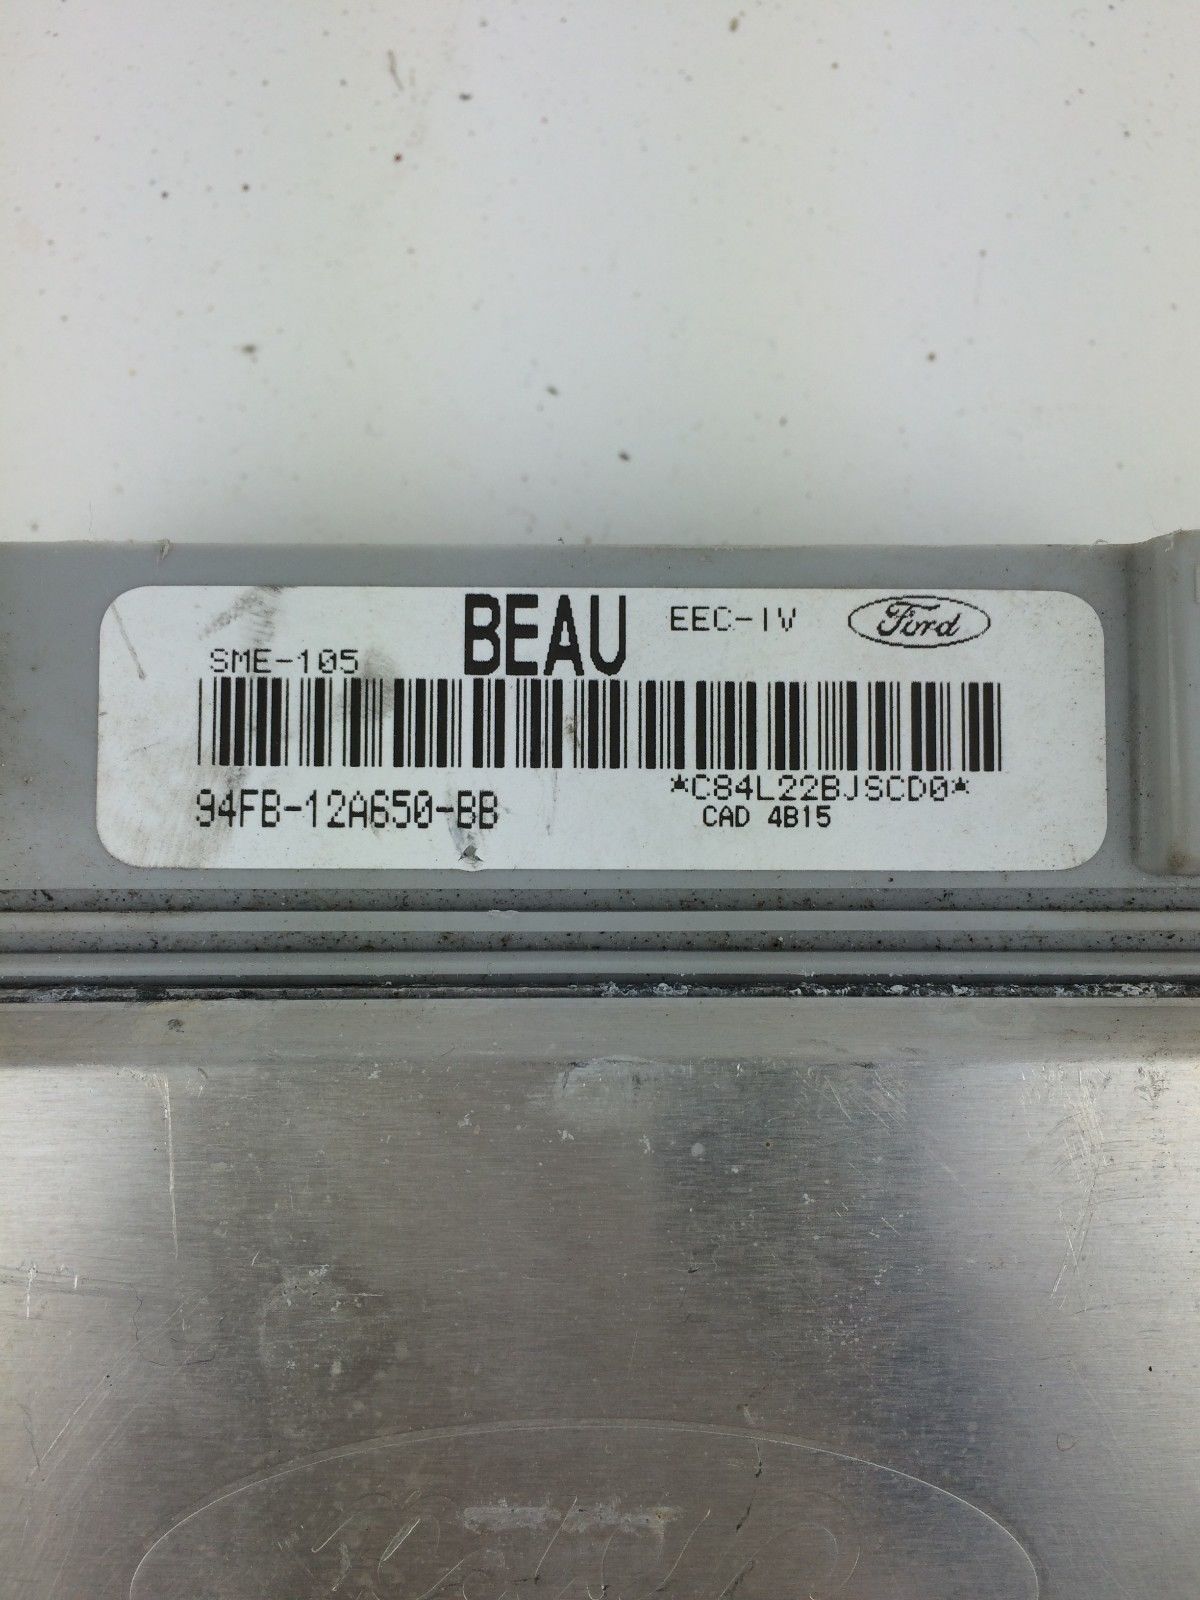 BEAU EEC-IV Ford
SME-105
*C84L22BJSCD0*
94FB-12A650-BB
CAD 4B15